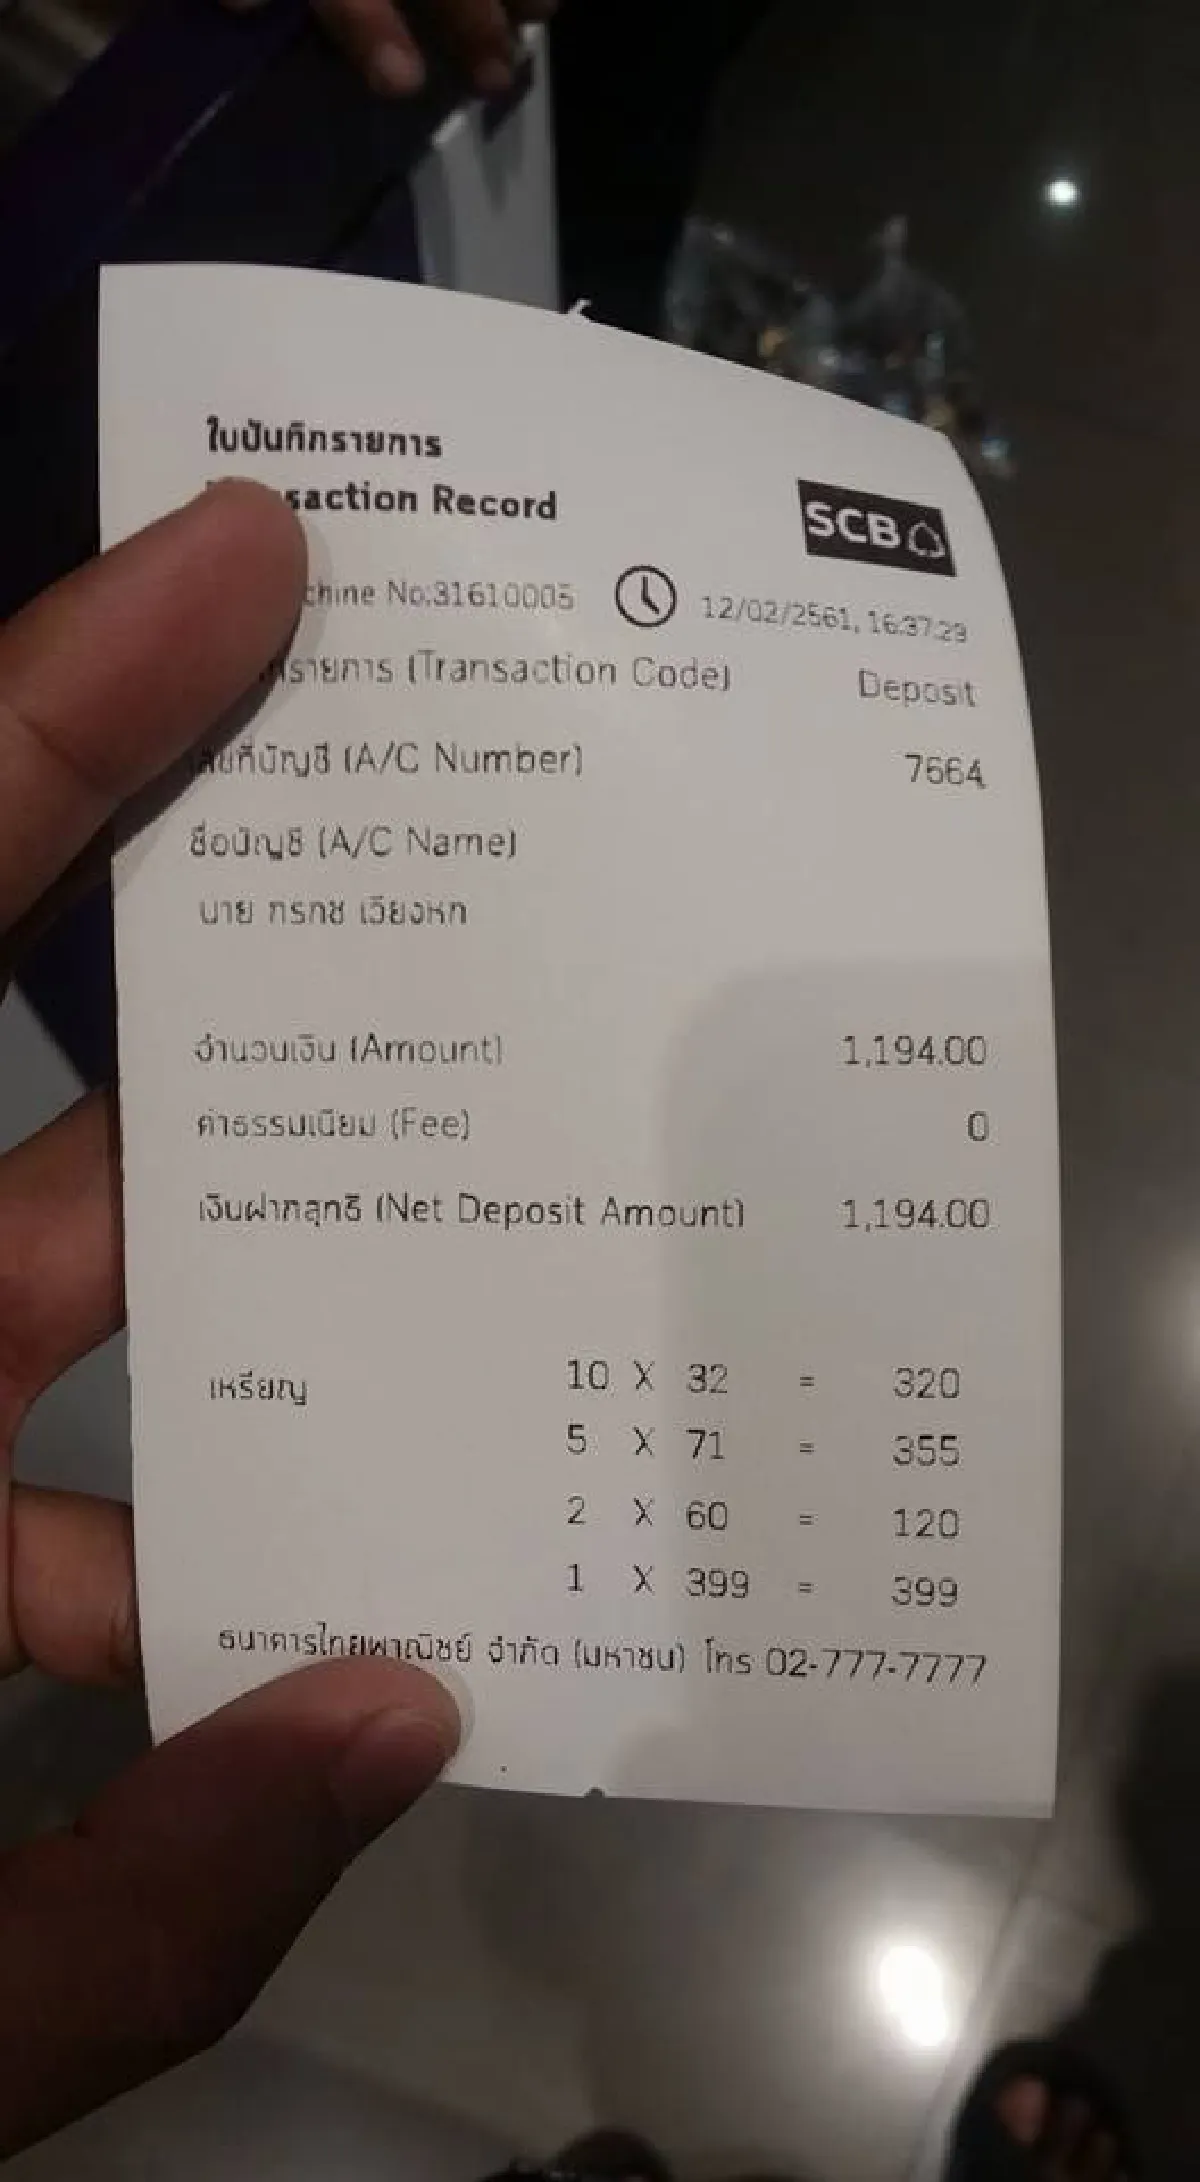 ใบบันทึกรายการ
saction Record
SCB
chine No:31610005 12/02/2561, 16:37:29
รายการ (Transaction Code) Deposit
เลขที่บัญชี (A/C Number) 7664
ชื่อบัญชี (A/C Name)
นาย กรกช เวียงหก
จำนวนเงิน (Amount) 1,194.00
ค่าธรรมเนียม (Fee) 0
เงินฝากสุทธิ (Net Deposit Amount) 1,194.00
เหรียญ 10 X 32 = 320
5 X 71 = 355
2 X 60 = 120
1 X 399 = 399
ธนาคารไทยพาณิชย์ จำกัด (มหาชน) โทร 02-777-7777